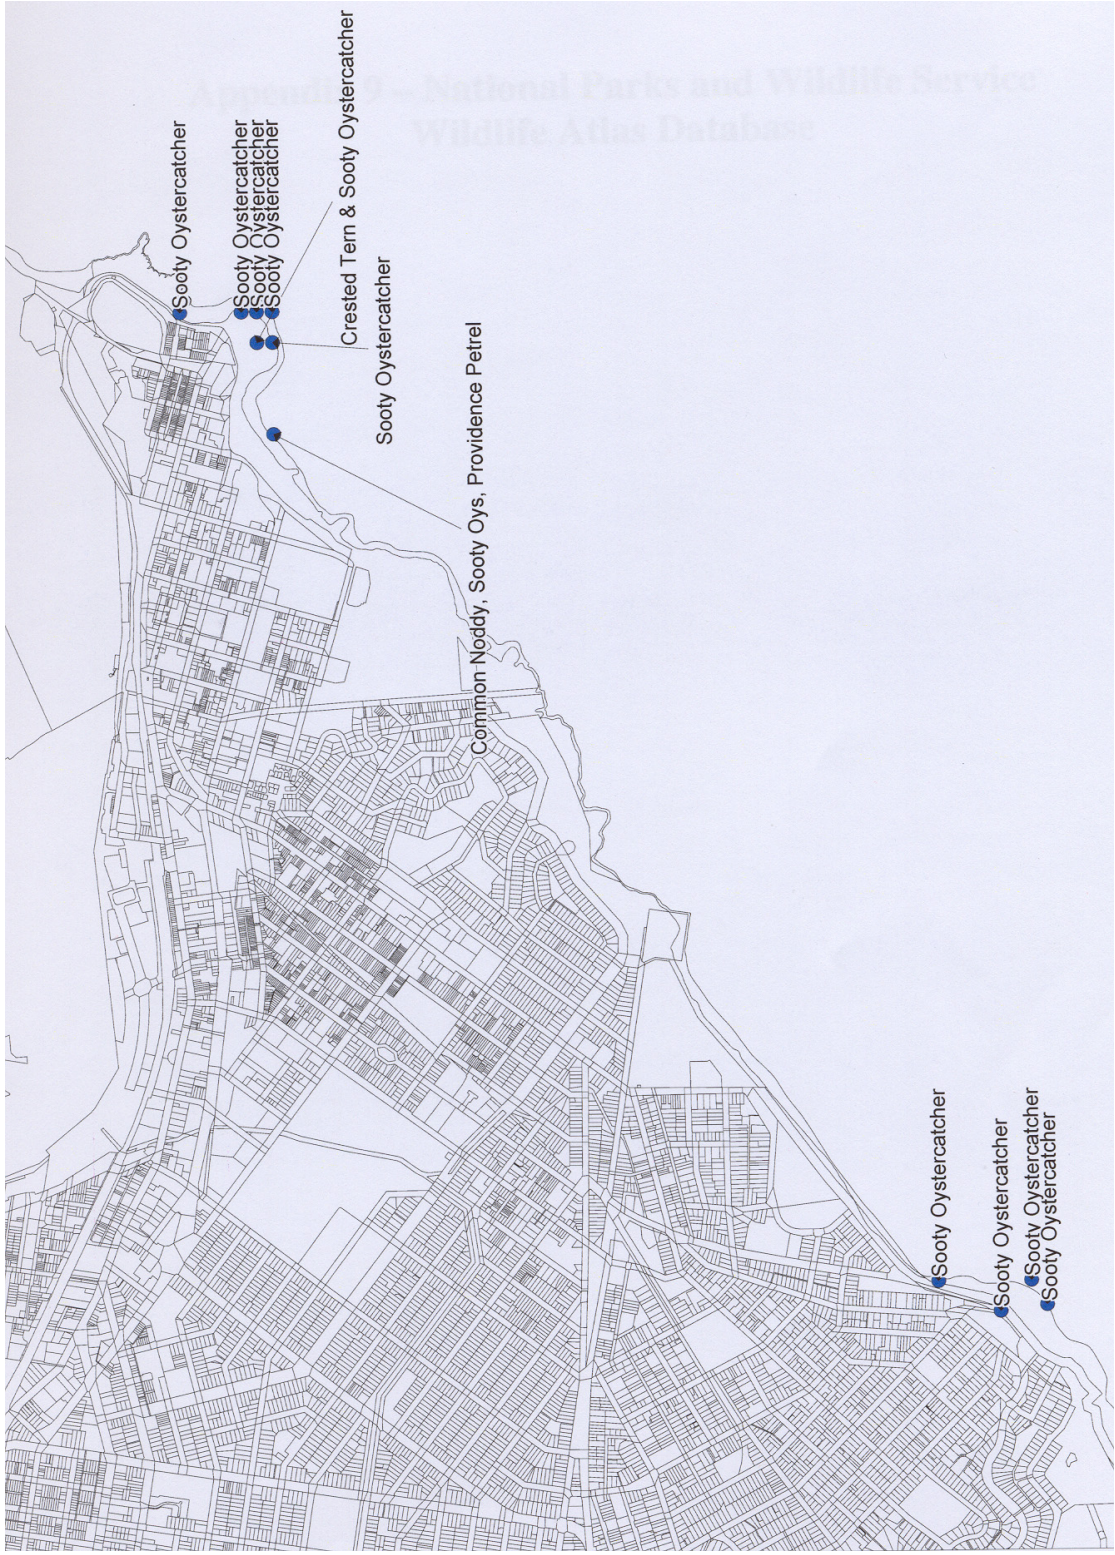 Appendix 9 – National Parks and Wildlife Service
Wildlife Atlas Database
Sooty Oystercatcher
Sooty Oystercatcher
Sooty Oystercatcher
Sooty Oystercatcher
Crested Tern & Sooty Oystercatcher
Sooty Oystercatcher
Common Noddy, Sooty Oys, Providence Petrel
Sooty Oystercatcher
Sooty Oystercatcher
Sooty Oystercatcher
Sooty Oystercatcher